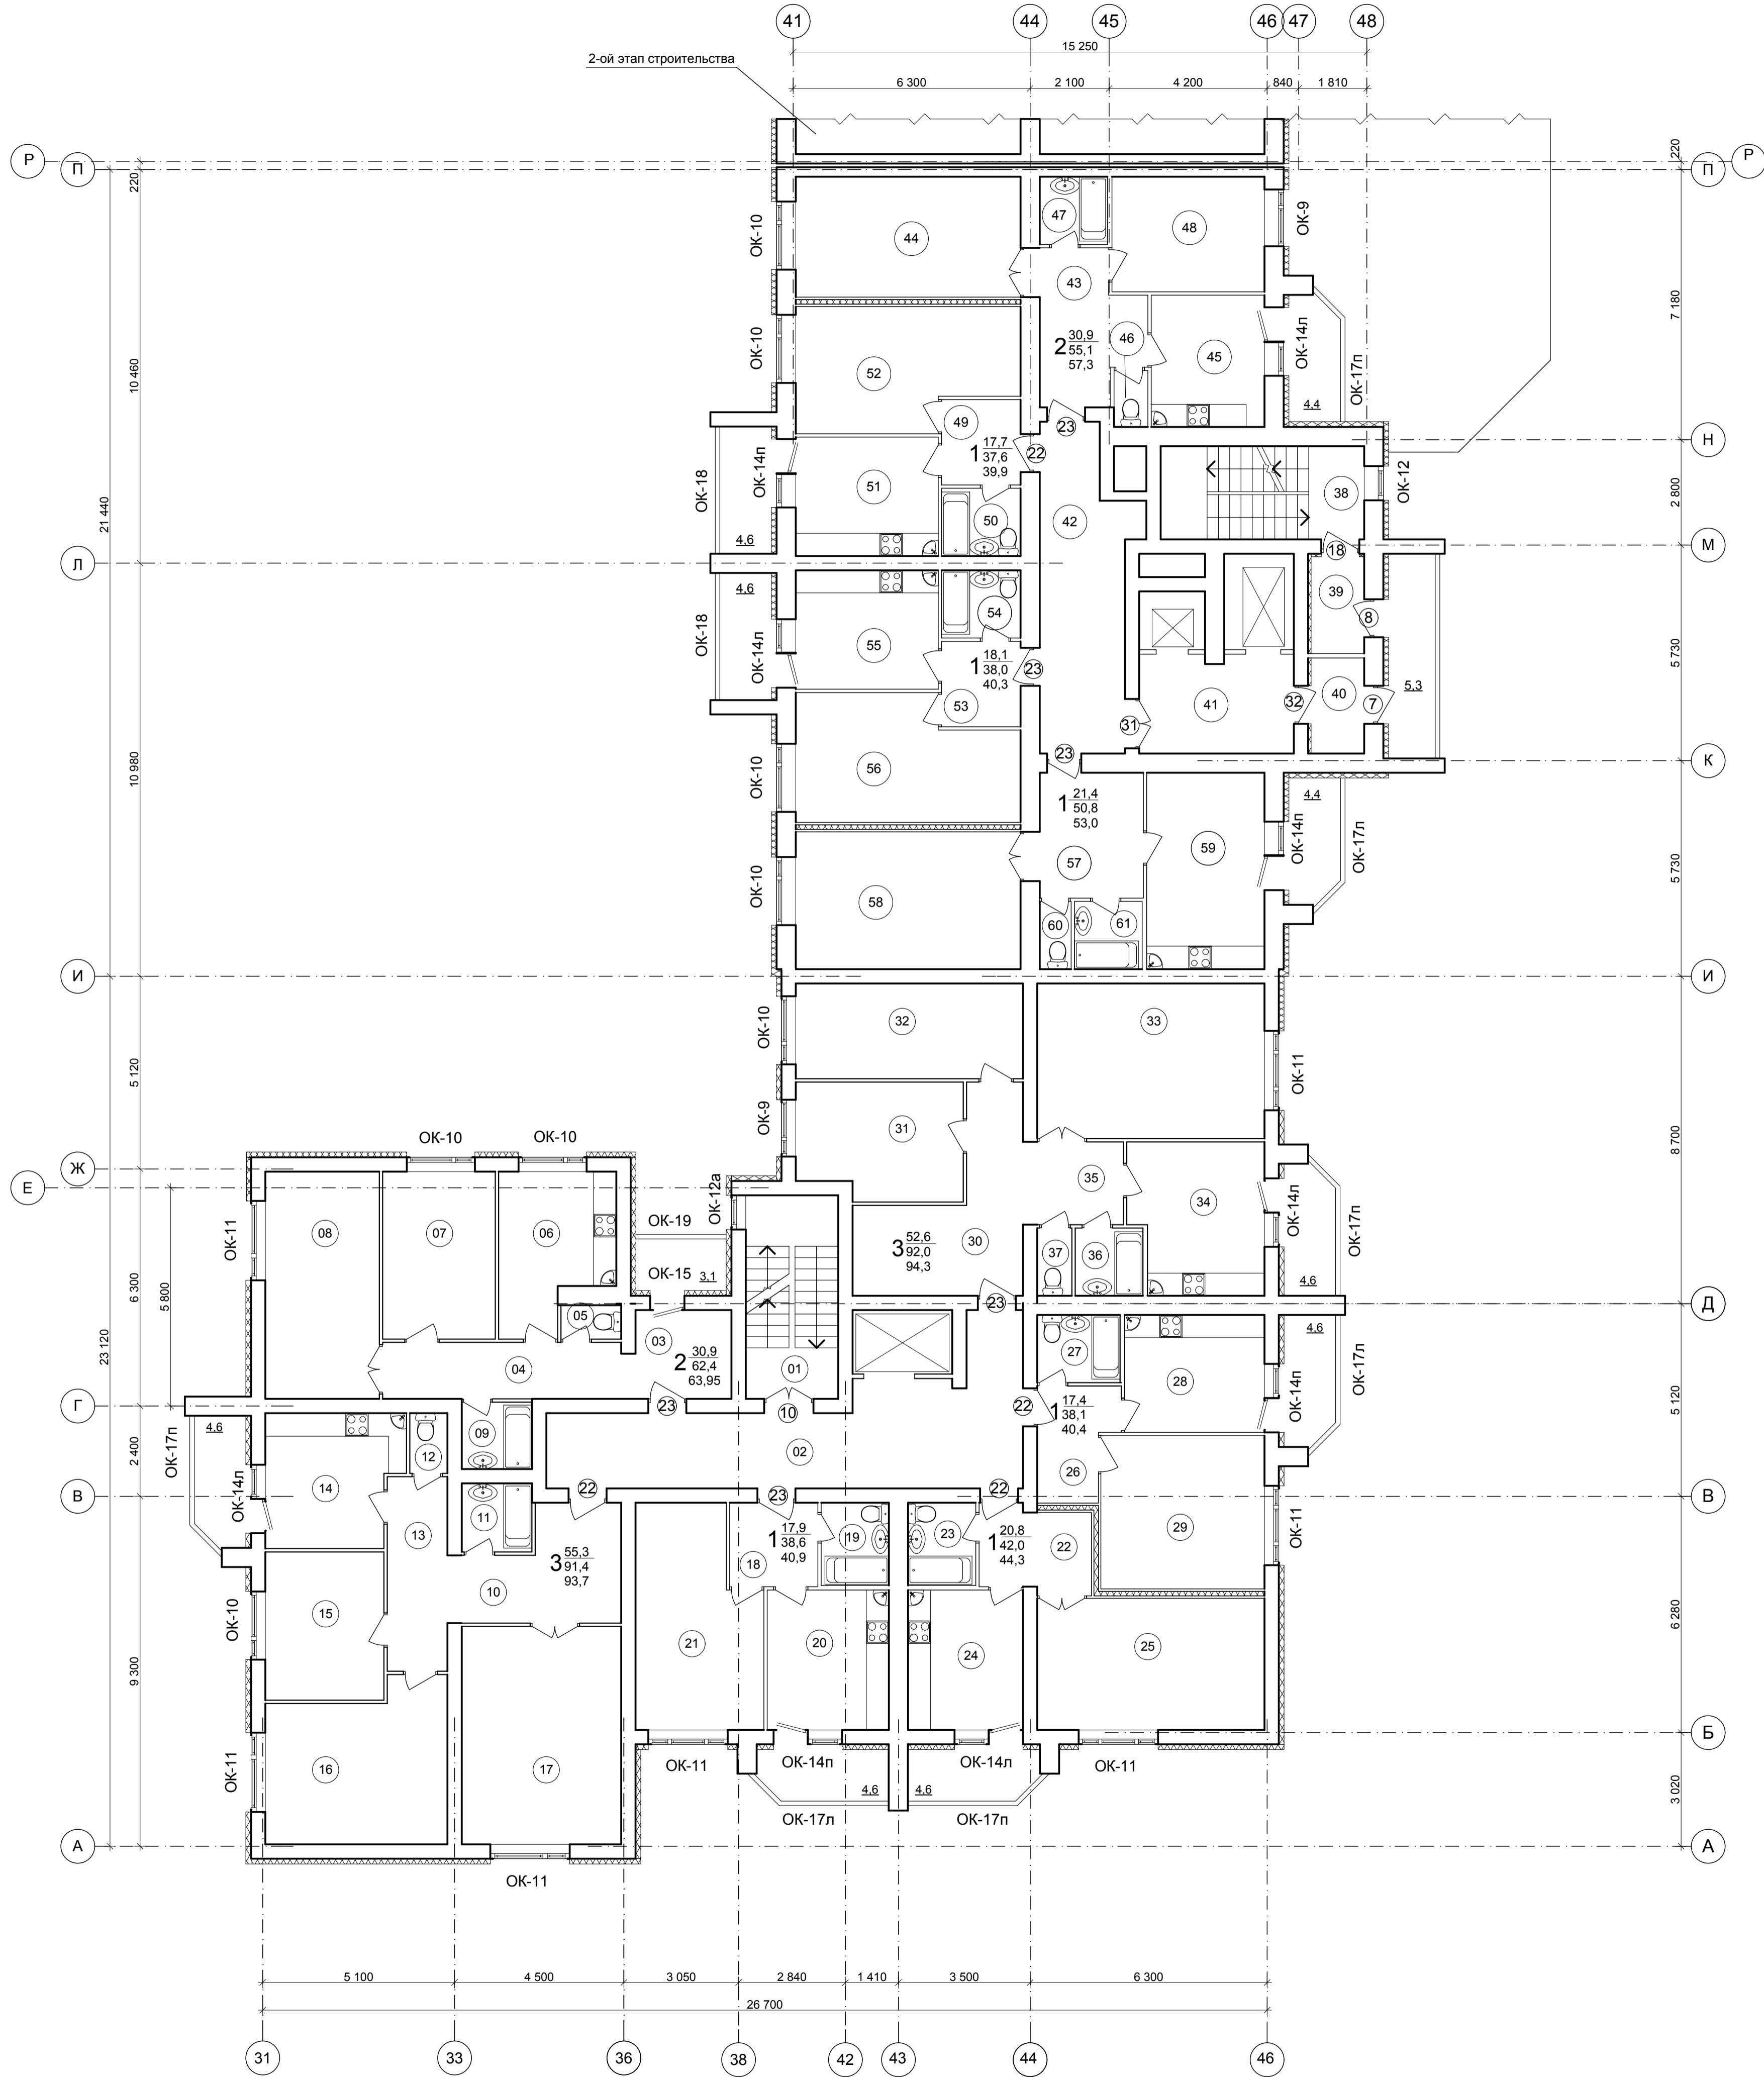 41 44 45 46 47 48
15 250
2-ой этап строительства
6 300 2 100 4 200 840 1 810
Р П 220 220 П Р
ОК-10 44 47 48 ОК-9
43
10 460 7 180
ОК-10 52 46 45 ОК-14л ОК-17п
2 30,9
55,1
57,3
4,4
49 23
Н Н
1 17,7
37,6
39,9
22
ОК-18 ОК-14п 51 50 42 38 ОК-12
21 440 2 800
4,6
18
М
Л
4,6
54 39
8
ОК-18 ОК-14л 55
1 18,1
38,0
40,3
23
5 730
53 41 32 40 7 5,3
31
23
К
ОК-10 56
10 980
1 21,4
50,8
53,0
4,4
59 ОК-14п ОК-17л
57
5 730
ОК-10 58 60 61
И И
ОК-10 32 33
5 120 ОК-11
ОК-9 31
ОК-10 ОК-10
8 700
Ж
Е
35 34 ОК-14л ОК-17п
ОК-12а
ОК-11 08 07 06 ОК-19
30 37 36
3 52,6
92,0
94,3
ОК-15 3,1 4,6
6 300 5 800
05 03 23 Д
4,6
23 120
04
2 30,9
62,4
63,95
01 27 28 ОК-14п ОК-17л
5 120
Г 23 10 22
1 17,4
38,1
40,4
4,6
ОК-17п 09 12 02
2 400
26
ОК-14л 14 22 23 22
В В
11 13
1 17,9
38,6
40,9
19 23
1 20,8
42,0
44,3
22 29 ОК-11
3 55,3
91,4
93,7
18
10
ОК-10 15 21 20 24 25
6 280
9 300
Б
ОК-11 16 17 ОК-11 ОК-14п ОК-14л ОК-11
4,6 4,6
ОК-17л ОК-17п
3 020
А А
ОК-11
5 100 4 500 3 050 2 840 1 410 3 500 6 300
26 700
31 33 36 38 42 43 44 46